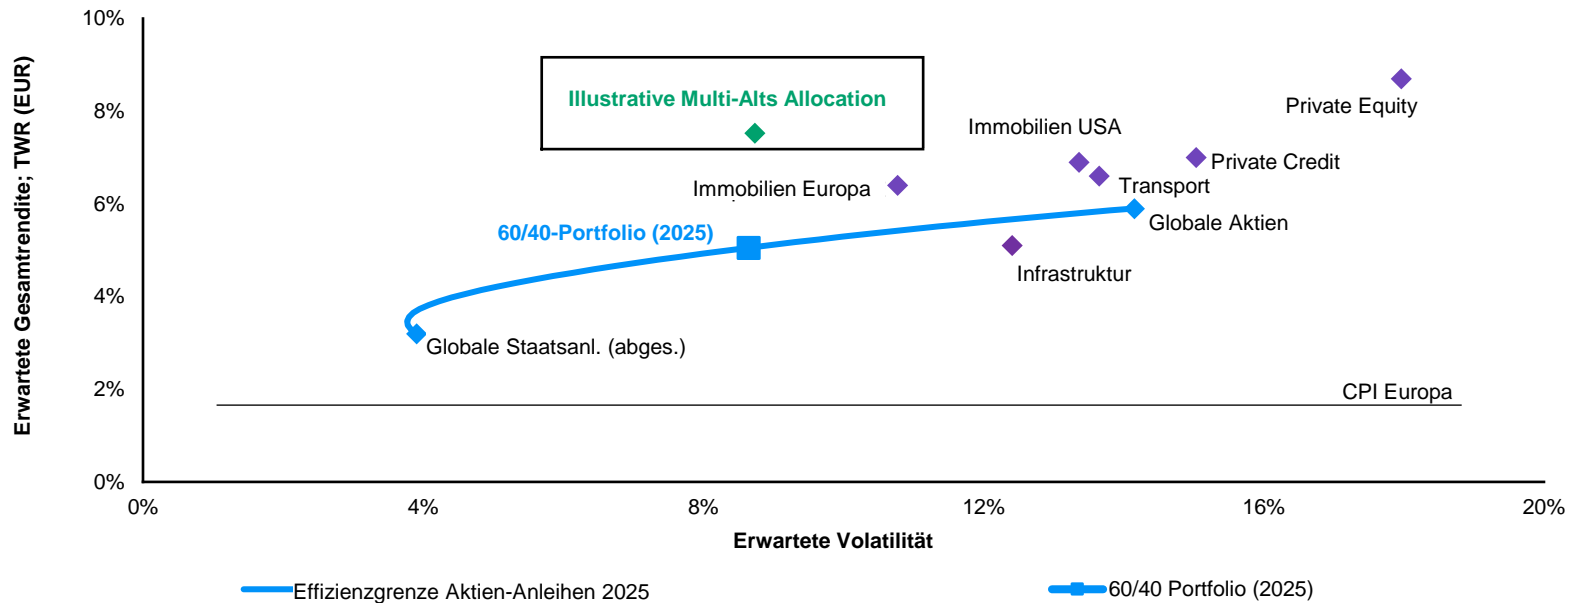 10%
8%
6%
4%
2%
0%
Erwartete Gesamtrendite; TWR (EUR)
Illustrative Multi-Alts Allocation
Private Equity
Immobilien USA
Private Credit
Immobilien Europa
Transport
Globale Aktien
60/40-Portfolio (2025)
Infrastruktur
Globale Staatsanl. (abges.)
CPI Europa
0%
4%
8%
12%
16%
20%
Erwartete Volatilität
Effizienzgrenze Aktien-Anleihen 2025
60/40 Portfolio (2025)